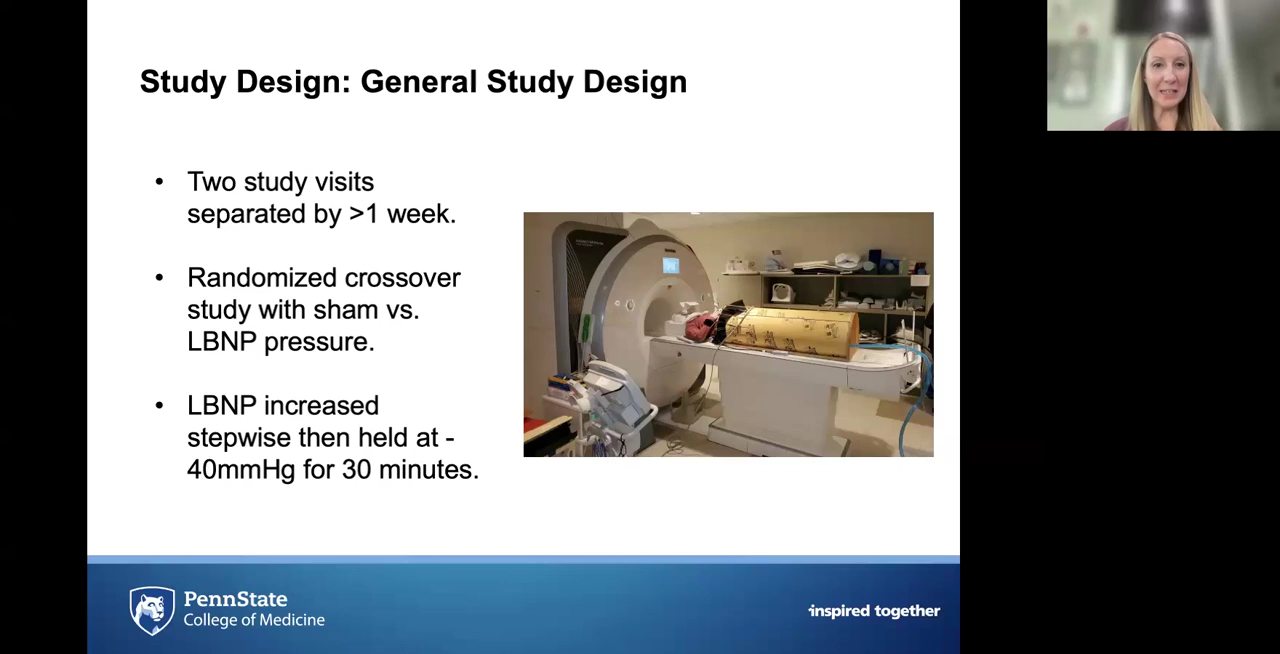 Study Design: General Study Design
• Two study visits
separated by >1 week.
• Randomized crossover
study with sham vs.
LBNP pressure.
• LBNP increased
stepwise then held at -
40mmHg for 30 minutes.
PennState
College of Medicine
inspired together